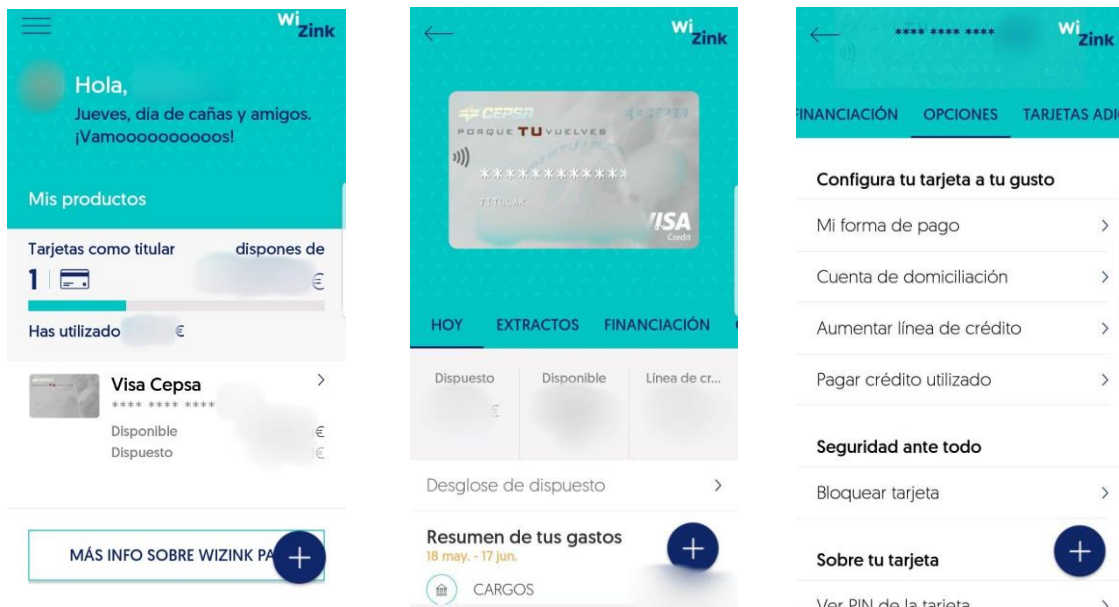 Wi
Zink
Hola,
Jueves, día de cañas y amigos.
¡Vamooooooooos!
Mis productos
Tarjetas como titular dispones de
1 €
Has utilizado €
Visa Cepsa
**** **** ****
Disponible €
Dispuesto €
MÁS INFO SOBRE WIZINK PA
+
Wi
Zink
CEPSA
PORQUE TU VUELVES
*************
TITULAR
VISA
Credit
HOY EXTRACTOS FINANCIACIÓN
Dispuesto Disponible Línea de cr...
€
Desglose de dispuesto
Resumen de tus gastos
18 may. - 17 jun.
+
CARGOS
**** **** ****
Wi
Zink
FINANCIACIÓN OPCIONES TARJETAS ADI
Configura tu tarjeta a tu gusto
Mi forma de pago
Cuenta de domiciliación
Aumentar línea de crédito
Pagar crédito utilizado
Seguridad ante todo
Bloquear tarjeta
Sobre tu tarjeta
+
Ver PIN de la tarjeta